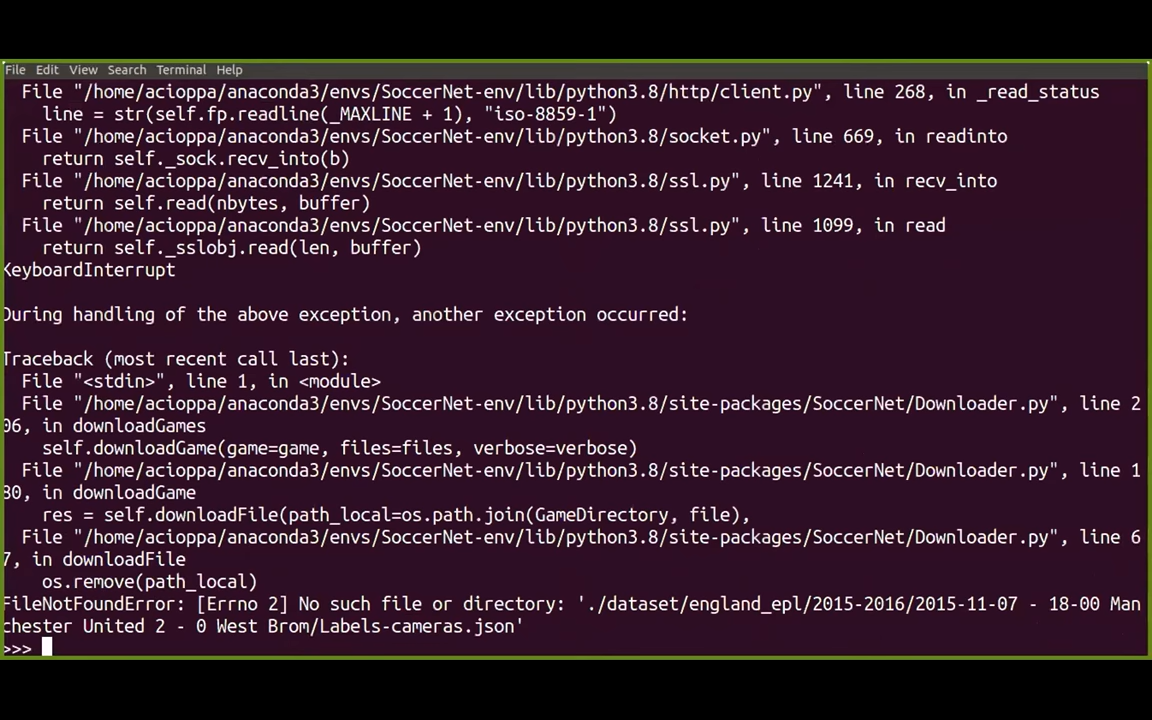 File Edit View Search Terminal Help
File "/home/acioppa/anaconda3/envs/SoccerNet-env/lib/python3.8/http/client.py", line 268, in _read_status
line = str(self.fp.readline(_MAXLINE + 1), "iso-8859-1")
File "/home/acioppa/anaconda3/envs/SoccerNet-env/lib/python3.8/socket.py", line 669, in readinto
return self._sock.recv_into(b)
File "/home/acioppa/anaconda3/envs/SoccerNet-env/lib/python3.8/ssl.py", line 1241, in recv_into
return self.read(nbytes, buffer)
File "/home/acioppa/anaconda3/envs/SoccerNet-env/lib/python3.8/ssl.py", line 1099, in read
return self._sslobj.read(len, buffer)
KeyboardInterrupt
During handling of the above exception, another exception occurred:
Traceback (most recent call last):
File "<stdin>", line 1, in <module>
File "/home/acioppa/anaconda3/envs/SoccerNet-env/lib/python3.8/site-packages/SoccerNet/Downloader.py", line 2
06, in downloadGames
self.downloadGame(game=game, files=files, verbose=verbose)
File "/home/acioppa/anaconda3/envs/SoccerNet-env/lib/python3.8/site-packages/SoccerNet/Downloader.py", line 1
80, in downloadGame
res = self.downloadFile(path_local=os.path.join(GameDirectory, file),
File "/home/acioppa/anaconda3/envs/SoccerNet-env/lib/python3.8/site-packages/SoccerNet/Downloader.py", line 6
7, in downloadFile
os.remove(path_local)
FileNotFoundError: [Errno 2] No such file or directory: './dataset/england_epl/2015-2016/2015-11-07 - 18-00 Man
chester United 2 - 0 West Brom/Labels-cameras.json'
>>>